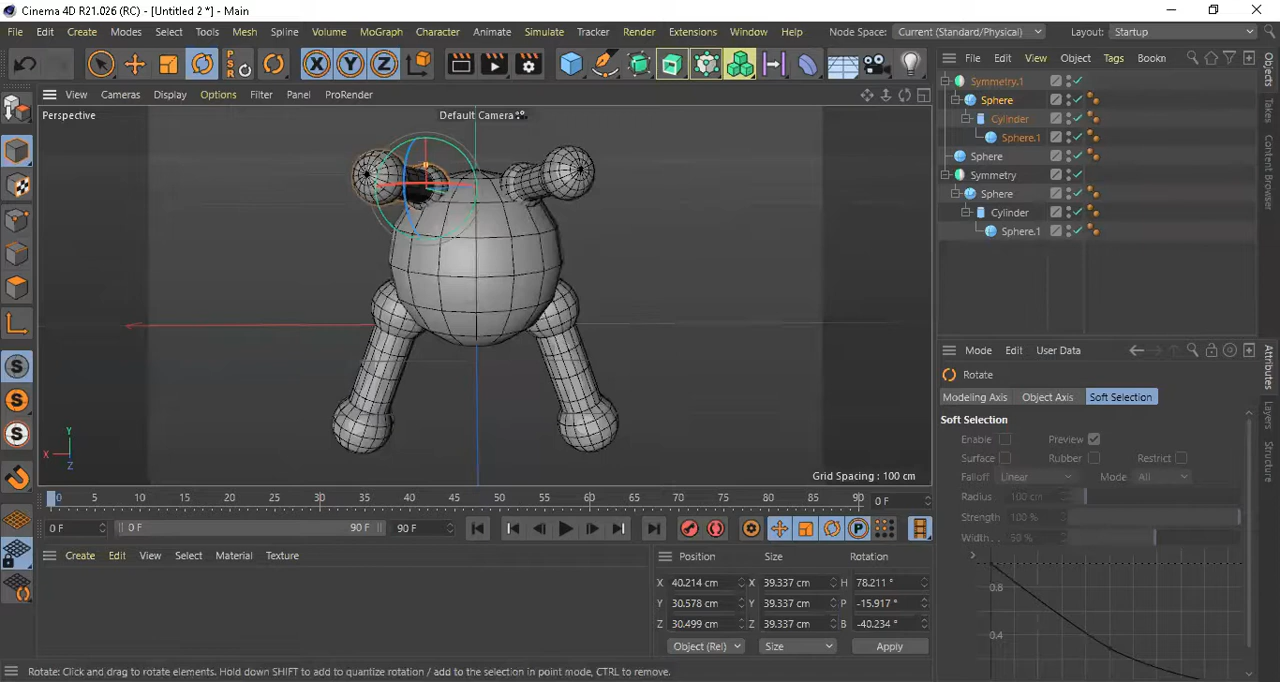 Cinema 4D R21.026 (RC) - [Untitled 2 *] - Main
File Edit Create Modes Select Tools Mesh Spline Volume MoGraph Character Animate Simulate Tracker Render Extensions Window Help Node Space: Current (Standard/Physical) Layout: Startup
PSR
X Y Z
View Cameras Display Options Filter Panel ProRender
File Edit View Object Tags Bookn
Perspective
Default Camera
Symmetry.1
Sphere
Cylinder
Sphere.1
Sphere
Symmetry
Sphere
Cylinder
Sphere.1
Objects
Takes
Content Browser
Y
X
Z
Grid Spacing : 100 cm
Mode Edit User Data
Rotate
Modeling Axis Object Axis Soft Selection
Soft Selection
Enable Preview
Surface Rubber Restrict
Falloff Linear Mode All
Radius 100 cm
Strength 100 %
Width . . 50 %
0.8
0.4
Attributes
Layers
Structure
0 5 10 15 20 25 30 35 40 45 50 55 60 65 70 75 80 85 90 0 F
0 F 0 F 90 F 90 F
Create Edit View Select Material Texture
Position Size Rotation
X 40.214 cm X 39.337 cm H 78.211 °
Y 30.578 cm Y 39.337 cm P -15.917 °
Z 30.499 cm Z 39.337 cm B -40.234 °
Object (Rel) Size Apply
Rotate: Click and drag to rotate elements. Hold down SHIFT to add to quantize rotation / add to the selection in point mode, CTRL to remove.